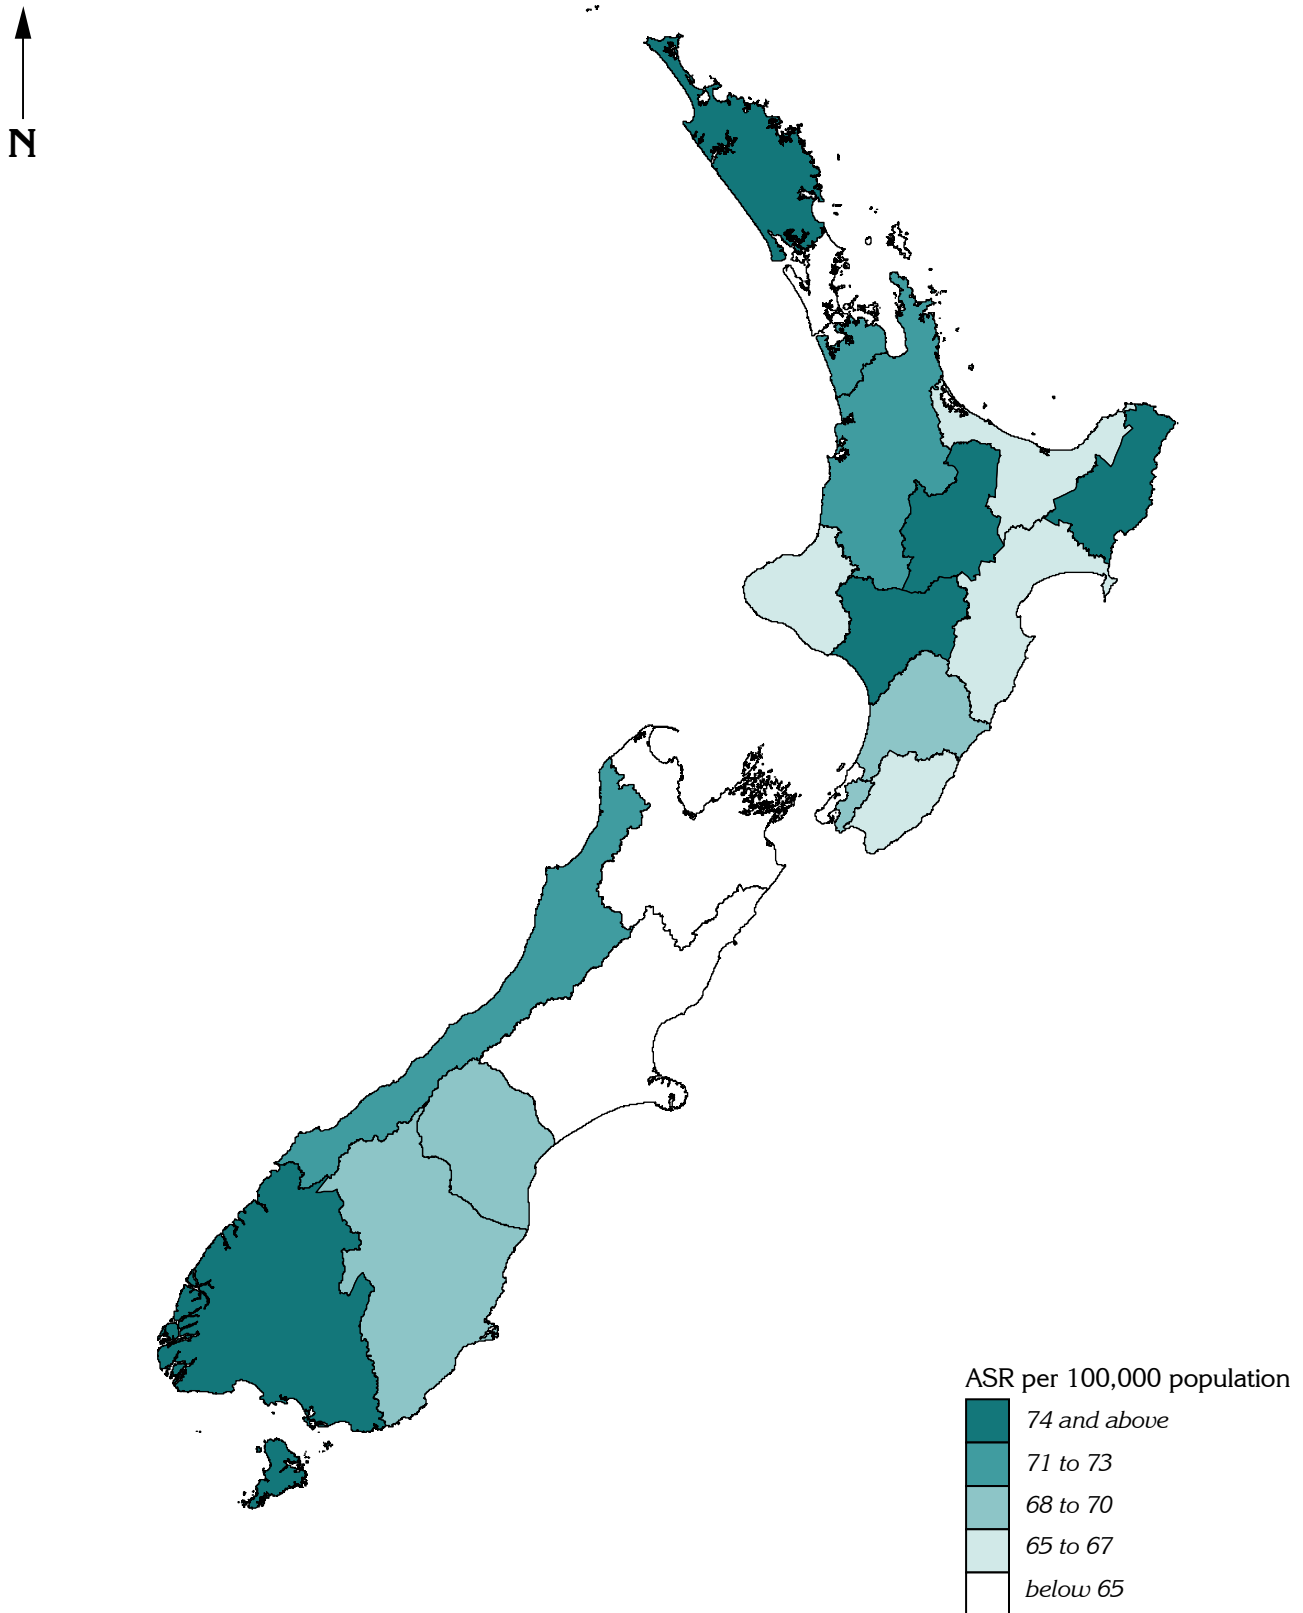 N
ASR per 100,000 population
74 and above
71 to 73
68 to 70
65 to 67
below 65